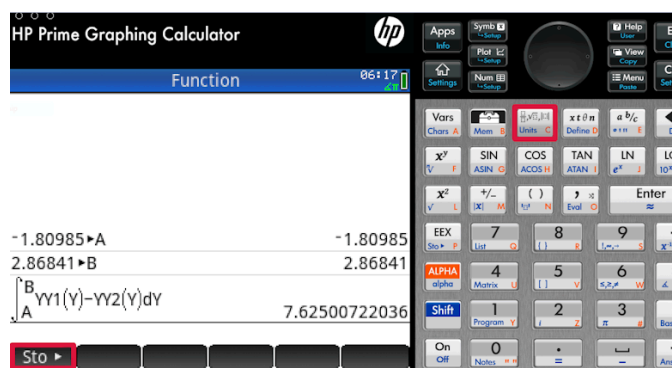 HP Prime Graphing Calculator
hp
Function
06:17
∡π
-1.80985▶A
-1.80985
2.86841▶B
2.86841
∫ B A YY1(Y)−YY2(Y)dY
7.62500722036
Sto ▶
Apps
Info
Symb
Setup
Help
User
Plot
Setup
View
Copy
Settings
Num
Setup
Menu
Paste
Vars
Chars A
Mem B
Units C
x t θ n
Define D
a b/c
E
xʸ
F
SIN
ASIN G
COS
ACOS H
TAN
ATAN I
LN
eˣ J
x²
√ L
+/-
|x| M
( )
N
,
Eval O
Enter
≈
EEX
Sto ▸ P
7
List Q
8
{ } R
9
S
ALPHA
alpha
4
Matrix U
5
[ ] V
6
≤,≥,≠ W
Shift
1
Program Y
2
i Z
3
π #
On
Off
0
Notes " "
.
=